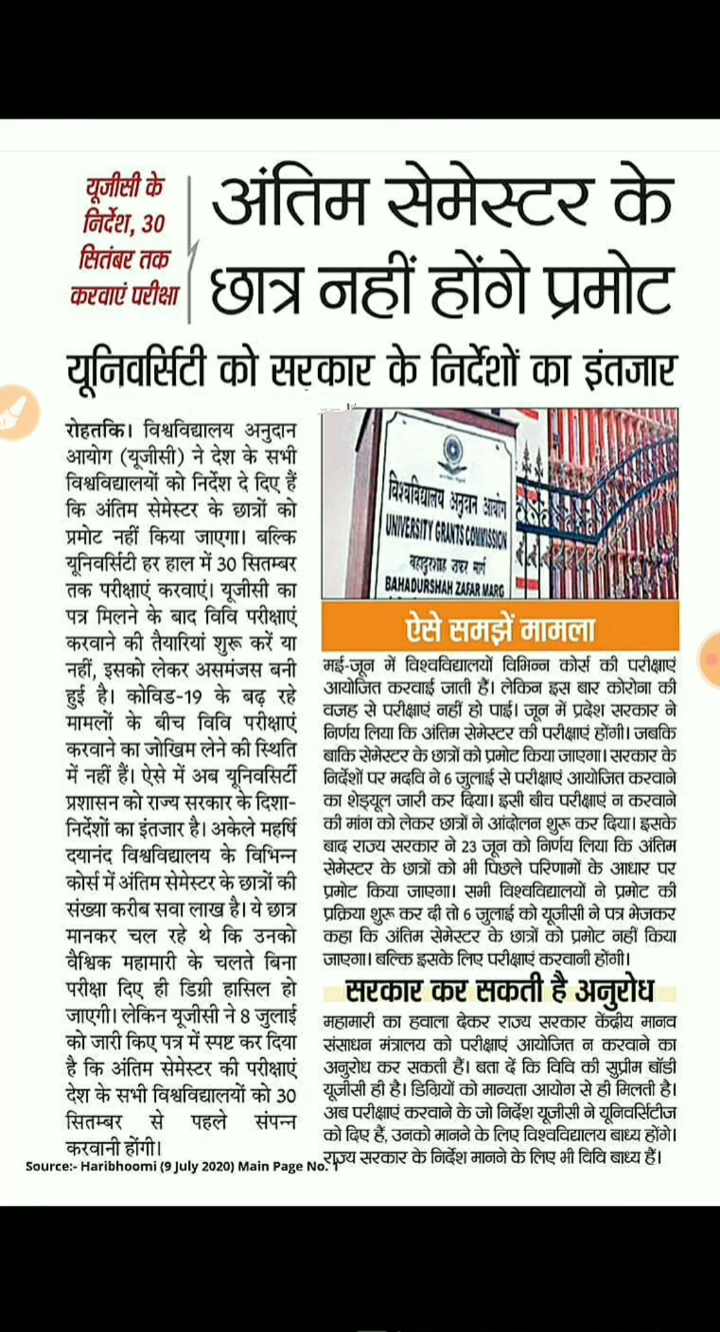 यूजीसी के
निर्देश, 30
सितंबर तक
करवाएं परीक्षा
अंतिम सेमेस्टर के
छात्र नहीं होंगे प्रमोट
यूनिवर्सिटी को सरकार के निर्देशों का इंतजार
रोहतकि। विश्वविद्यालय अनुदान
आयोग (यूजीसी) ने देश के सभी
विश्वविद्यालयों को निर्देश दे दिए हैं
कि अंतिम सेमेस्टर के छात्रों को
प्रमोट नहीं किया जाएगा। बल्कि
यूनिवर्सिटी हर हाल में 30 सितम्बर
तक परीक्षाएं करवाएं। यूजीसी का
पत्र मिलने के बाद विवि परीक्षाएं
करवाने की तैयारियां शुरू करें या
नहीं, इसको लेकर असमंजस बनी
हुई है। कोविड-19 के बढ़ रहे
मामलों के बीच विवि परीक्षाएं
करवाने का जोखिम लेने की स्थिति
में नहीं हैं। ऐसे में अब यूनिवर्सिटी
प्रशासन को राज्य सरकार के दिशा-
निर्देशों का इंतजार है। अकेले महर्षि
दयानंद विश्वविद्यालय के विभिन्न
कोर्स में अंतिम सेमेस्टर के छात्रों की
संख्या करीब सवा लाख है। ये छात्र
मानकर चल रहे थे कि उनको
वैश्विक महामारी के चलते बिना
परीक्षा दिए ही डिग्री हासिल हो
जाएगी। लेकिन यूजीसी ने 8 जुलाई
को जारी किए पत्र में स्पष्ट कर दिया
है कि अंतिम सेमेस्टर की परीक्षाएं
देश के सभी विश्वविद्यालयों को 30
सितम्बर से पहले संपन्न
करवानी होंगी।
विश्वविद्यालय अनुदान आयोग
UNIVERSITY GRANTS COMMISSION
बहादुरशाह ज़फ़र मार्ग
BAHADURSHAH ZAFAR MARG
ऐसे समझें मामला
मई-जून में विश्वविद्यालयों विभिन्न कोर्स की परीक्षाएं
आयोजित करवाई जाती हैं। लेकिन इस बार कोरोना की
वजह से परीक्षाएं नहीं हो पाई। जून में प्रदेश सरकार ने
निर्णय लिया कि अंतिम सेमेस्टर की परीक्षाएं होंगी। जबकि
बाकि सेमेस्टर के छात्रों को प्रमोट किया जाएगा। सरकार के
निर्देशों पर मदवि ने 6 जुलाई से परीक्षाएं आयोजित करवाने
का शेड्यूल जारी कर दिया। इसी बीच परीक्षाएं न करवाने
की मांग को लेकर छात्रों ने आंदोलन शुरू कर दिया। इसके
बाद राज्य सरकार ने 23 जून को निर्णय लिया कि अंतिम
सेमेस्टर के छात्रों को भी पिछले परिणामों के आधार पर
प्रमोट किया जाएगा। सभी विश्वविद्यालयों ने प्रमोट की
प्रक्रिया शुरू कर दी तो 6 जुलाई को यूजीसी ने पत्र भेजकर
कहा कि अंतिम सेमेस्टर के छात्रों को प्रमोट नहीं किया
जाएगा। बल्कि इसके लिए परीक्षाएं करवानी होंगी।
सरकार कर सकती है अनुरोध
महामारी का हवाला देकर राज्य सरकार केंद्रीय मानव
संसाधन मंत्रालय को परीक्षाएं आयोजित न करवाने का
अनुरोध कर सकती हैं। बता दें कि विवि की सुप्रीम बॉडी
यूजीसी ही है। डिग्रियों को मान्यता आयोग से ही मिलती है।
अब परीक्षाएं करवाने के जो निर्देश यूजीसी ने यूनिवर्सिटीज
को दिए हैं, उनको मानने के लिए विश्वविद्यालय बाध्य होंगे।
राज्य सरकार के निर्देश मानने के लिए भी विवि बाध्य हैं।
Source:- Haribhoomi (9 July 2020) Main Page No. 1